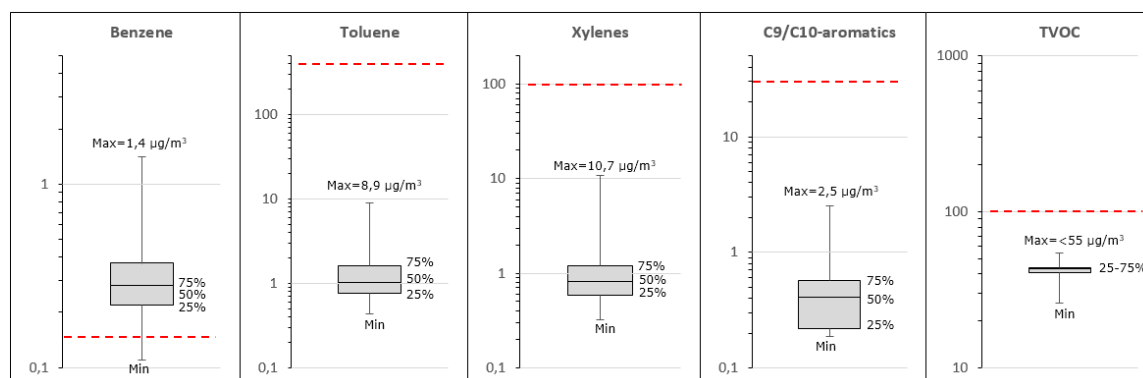 Benzene
Max=1,4 µg/m³
1
75%
50%
25%
0,1
Min
Toluene
100
10
Max=8,9 µg/m³
75%
1
50%
25%
Min
0,1
Xylenes
100
Max=10,7 µg/m³
10
75%
1
50%
25%
Min
0,1
C9/C10-aromatics
10
Max=2,5 µg/m³
1
75%
50%
25%
Min
0,1
TVOC
1000
100
Max=<55 µg/m³
25-75%
Min
10